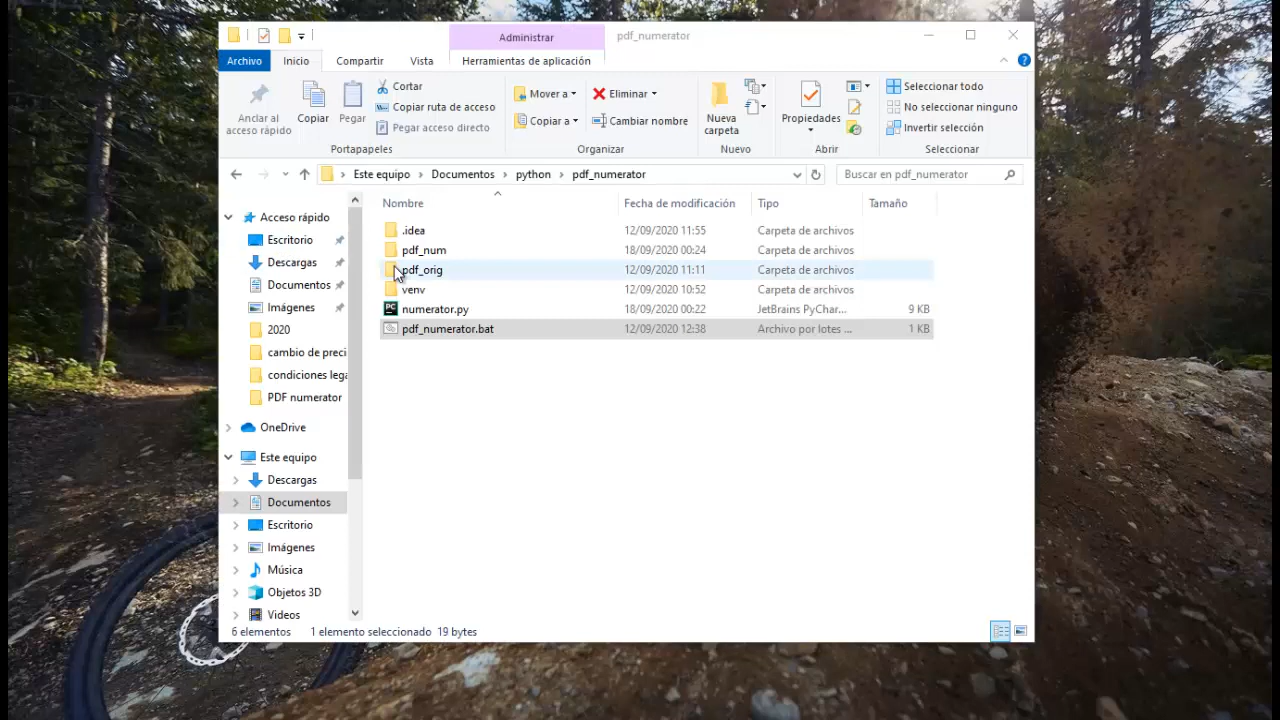 Administrar
pdf_numerator
Archivo
Inicio
Compartir
Vista
Herramientas de aplicación
Anclar al
acceso rápido
Copiar
Pegar
Cortar
Copiar ruta de acceso
Pegar acceso directo
Portapapeles
Mover a
Copiar a
Eliminar
Cambiar nombre
Organizar
Nueva
carpeta
Nuevo
Propiedades
Abrir
Seleccionar todo
No seleccionar ninguno
Invertir selección
Seleccionar
Este equipo > Documentos > python > pdf_numerator
Buscar en pdf_numerator
Acceso rápido
Escritorio
Descargas
Documentos
Imágenes
2020
cambio de preci
condiciones lega
PDF numerator
OneDrive
Este equipo
Descargas
Documentos
Escritorio
Imágenes
Música
Objetos 3D
Videos
Nombre Fecha de modificación Tipo Tamaño
.idea 12/09/2020 11:55 Carpeta de archivos
pdf_num 18/09/2020 00:24 Carpeta de archivos
pdf_orig 12/09/2020 11:11 Carpeta de archivos
venv 12/09/2020 10:52 Carpeta de archivos
numerator.py 18/09/2020 00:22 JetBrains PyChar... 9 KB
pdf_numerator.bat 12/09/2020 12:38 Archivo por lotes ... 1 KB
6 elementos 1 elemento seleccionado 19 bytes